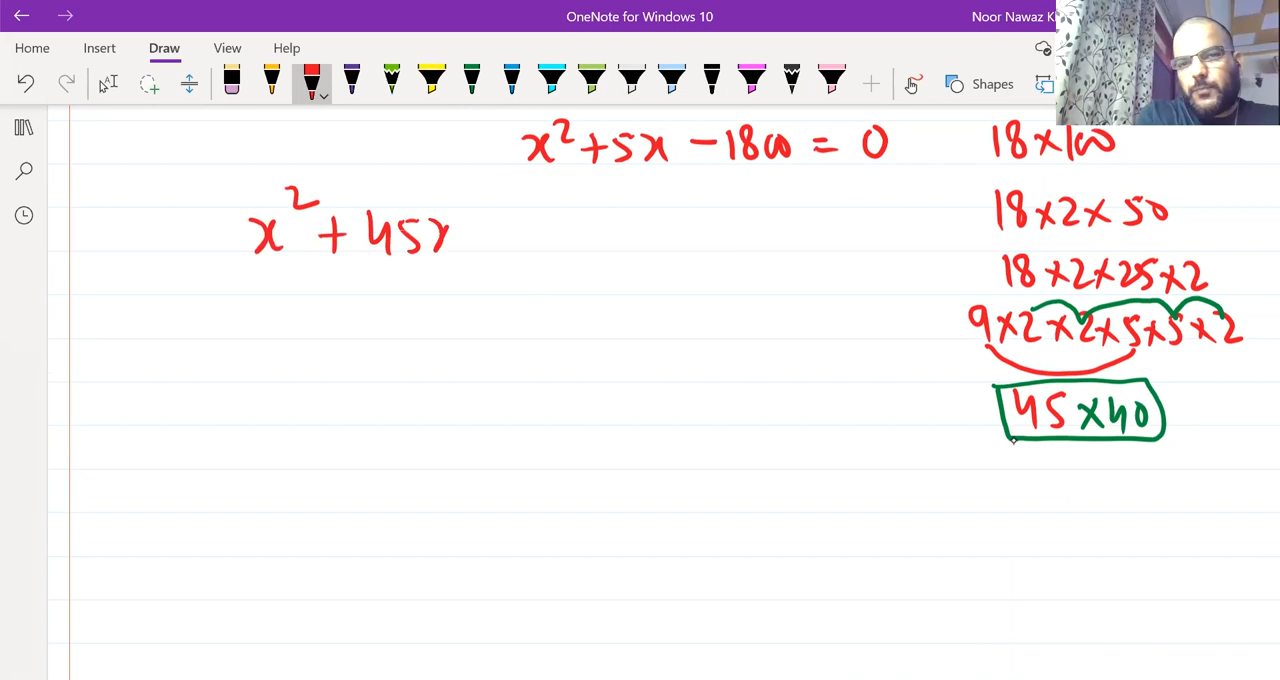 OneNote for Windows 10
Noor Nawaz K
Home Insert Draw View Help
Shapes
x² + 5x - 1800 = 0
x² + 45x
18 × 100
18 × 2 × 50
18 × 2 × 25 × 2
9 × 2 × 2 × 5 × 5 × 2
45 × 40